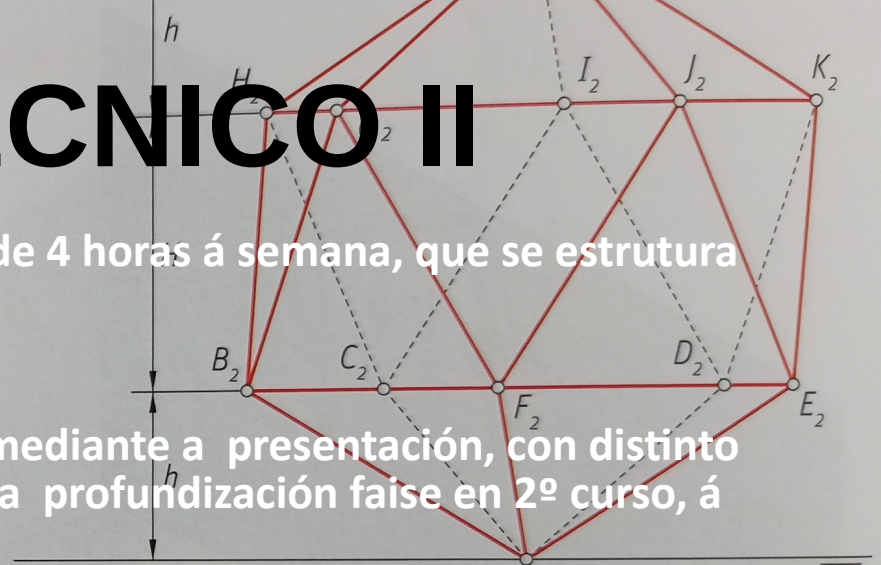 h
I₂ J₂ K₂
H₂
CNICO II
₂
de 4 horas á semana, que se estrutura
B₂ C₂ D₂
E₂
F₂
mediante a presentación, con distinto
h
a profundización faise en 2º curso, á